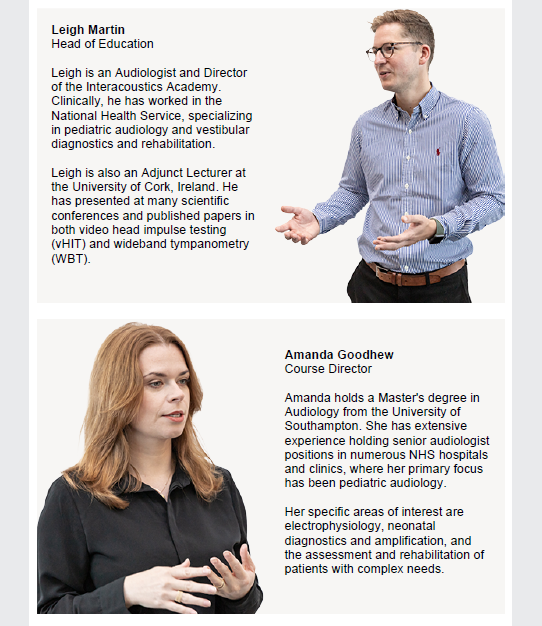 Leigh Martin
Head of Education
Leigh is an Audiologist and Director
of the Interacoustics Academy.
Clinically, he has worked in the
National Health Service, specializing
in pediatric audiology and vestibular
diagnostics and rehabilitation.
Leigh is also an Adjunct Lecturer at
the University of Cork, Ireland. He
has presented at many scientific
conferences and published papers in
both video head impulse testing
(vHIT) and wideband tympanometry
(WBT).
Amanda Goodhew
Course Director
Amanda holds a Master's degree in
Audiology from the University of
Southampton. She has extensive
experience holding senior audiologist
positions in numerous NHS hospitals
and clinics, where her primary focus
has been pediatric audiology.
Her specific areas of interest are
electrophysiology, neonatal
diagnostics and amplification, and
the assessment and rehabilitation of
patients with complex needs.